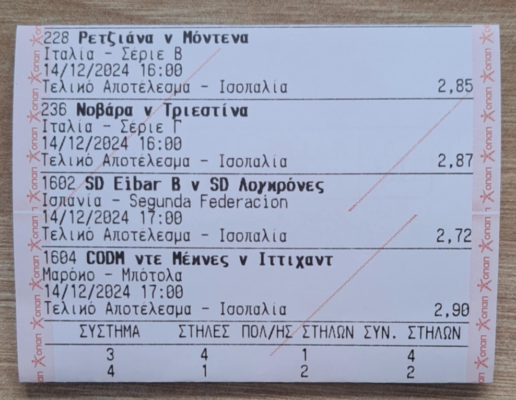 228 Ρετζιάνα v Μόντενα
Ιταλία - Σερίε Β
14/12/2024 16:00
Τελικό Αποτέλεσμα - Ισοπαλία 2,85
236 Νοβάρα v Τριεστίνα
Ιταλία - Σερίε Γ
14/12/2024 16:00
Τελικό Αποτέλεσμα - Ισοπαλία 2,87
1602 SD Eibar B v SD Λογκρόνιες
Ισπανία - Segunda Federacion
14/12/2024 17:00
Τελικό Αποτέλεσμα - Ισοπαλία 2,72
1604 CODM ντε Μέκνες v Ιττιχαντ
Μαρόκο - Μπότολα
14/12/2024 17:00
Τελικό Αποτέλεσμα - Ισοπαλία 2,90
ΣΥΣΤΗΜΑ ΣΤΗΛΕΣ ΠΟΛ/ΗΣ ΣΤΗΛΩΝ ΣΥΝ. ΣΤΗΛΩΝ
3 4 1 4
4 1 2 2